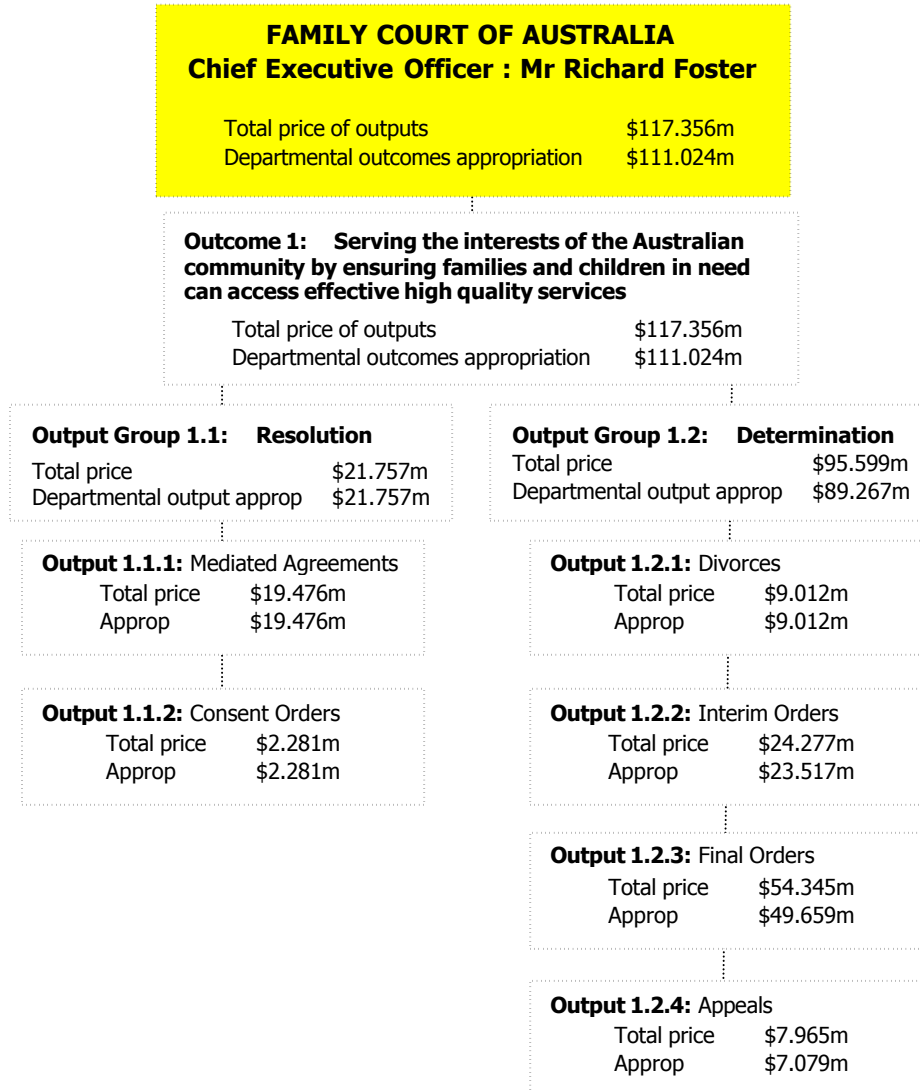 FAMILY COURT OF AUSTRALIA
Chief Executive Officer : Mr Richard Foster
Total price of outputs $117.356m
Departmental outcomes appropriation $111.024m
Outcome 1: Serving the interests of the Australian
community by ensuring families and children in need
can access effective high quality services
Total price of outputs $117.356m
Departmental outcomes appropriation $111.024m
Output Group 1.1: Resolution
Total price $21.757m
Departmental output approp $21.757m
Output Group 1.2: Determination
Total price $95.599m
Departmental output approp $89.267m
Output 1.1.1: Mediated Agreements
Total price $19.476m
Approp $19.476m
Output 1.2.1: Divorces
Total price $9.012m
Approp $9.012m
Output 1.1.2: Consent Orders
Total price $2.281m
Approp $2.281m
Output 1.2.2: Interim Orders
Total price $24.277m
Approp $23.517m
Output 1.2.3: Final Orders
Total price $54.345m
Approp $49.659m
Output 1.2.4: Appeals
Total price $7.965m
Approp $7.079m